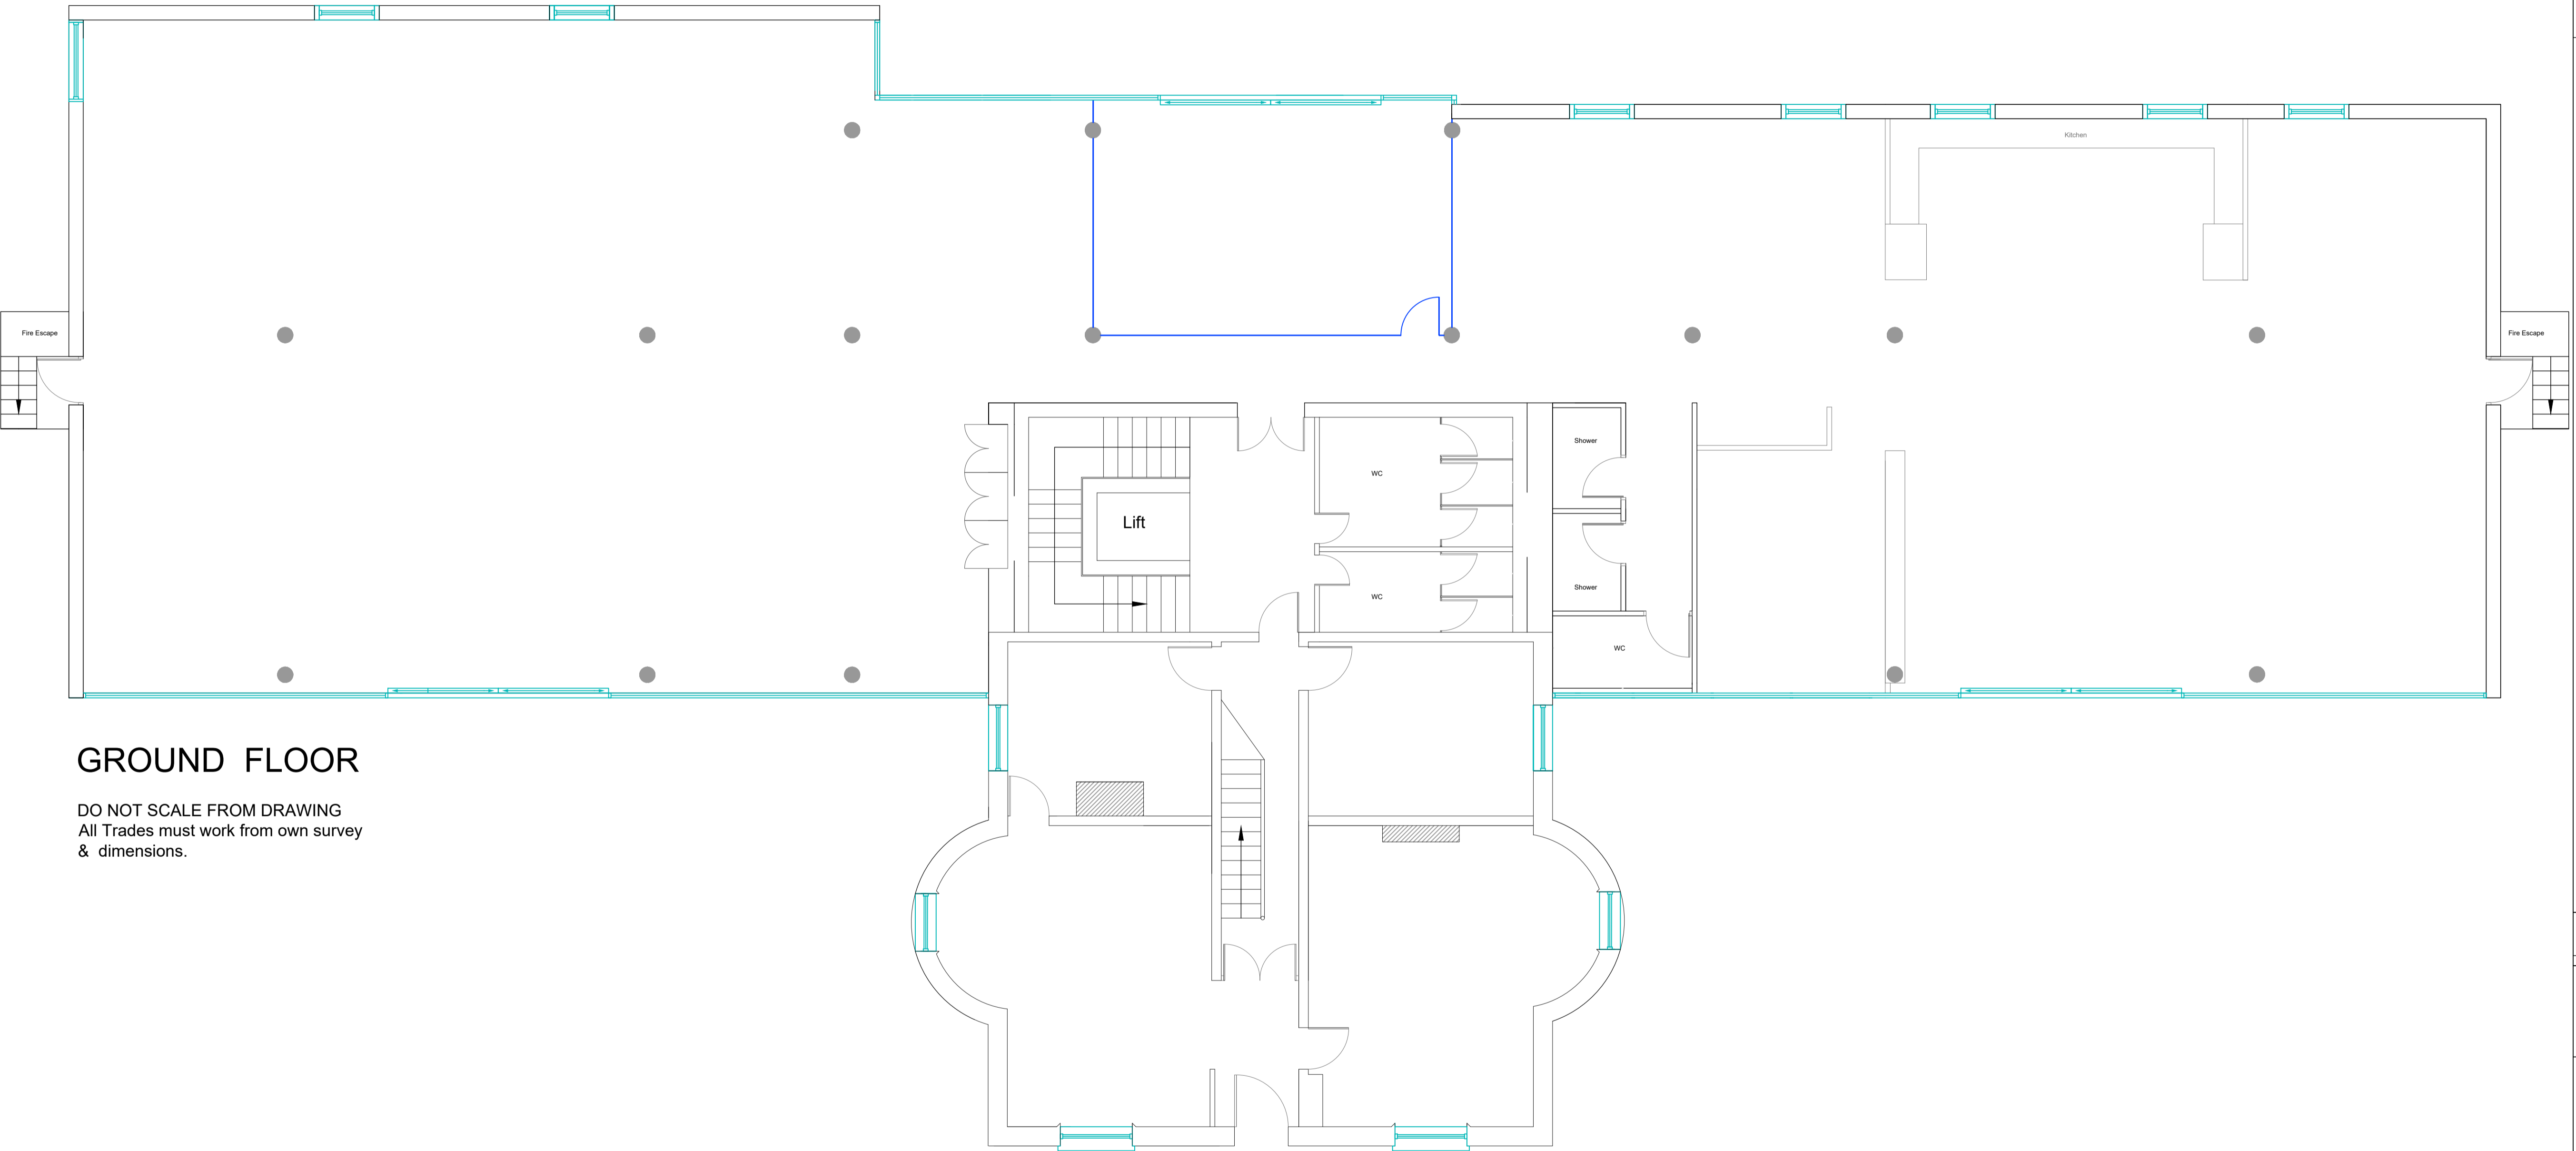 Kitchen
Fire Escape
Fire Escape
Shower
WC
Lift
Shower
WC
WC
GROUND FLOOR
DO NOT SCALE FROM DRAWING
All Trades must work from own survey
& dimensions.